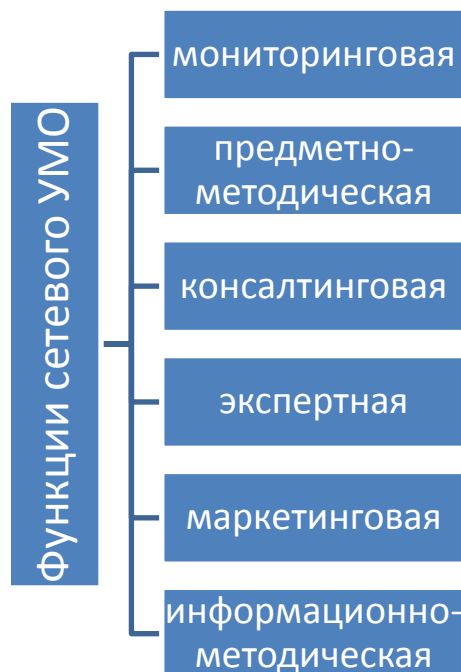 Функции сетевого УМО
мониторинговая
предметно-
методическая
консалтинговая
экспертная
маркетинговая
информационно-
методическая